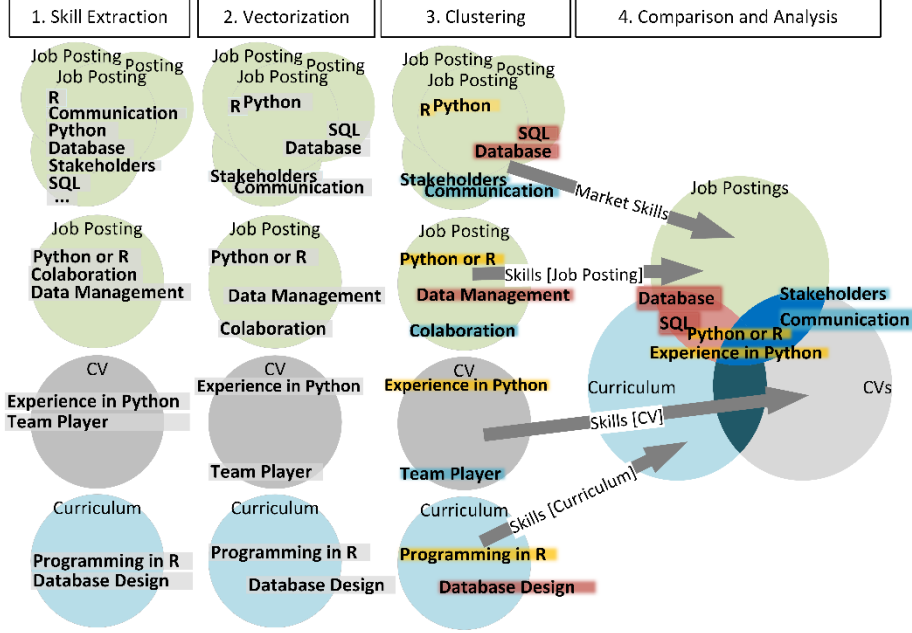 1. Skill Extraction
2. Vectorization
3. Clustering
4. Comparison and Analysis
Job Posting
Posting
Job Posting
R
Communication
Python
Database
Stakeholders
SQL
...
Job Posting
Python or R
Colaboration
Data Management
CV
Experience in Python
Team Player
Curriculum
Programming in R
Database Design
Job Posting
Posting
Job Posting
R Python
SQL
Database
Stakeholders
Communication
Job Posting
Python or R
Data Management
Colaboration
CV
Experience in Python
Team Player
Curriculum
Programming in R
Database Design
Job Posting
Posting
Job Posting
R Python
SQL
Database
Stakeholders
Communication
Job Posting
Python or R
Data Management
Colaboration
CV
Experience in Python
Team Player
Curriculum
Programming in R
Database Design
Market Skills
Skills [Job Posting]
Skills [CV]
Skills [Curriculum]
Job Postings
Database
SQL
Stakeholders
Communication
Python or R
Experience in Python
Curriculum
CVs